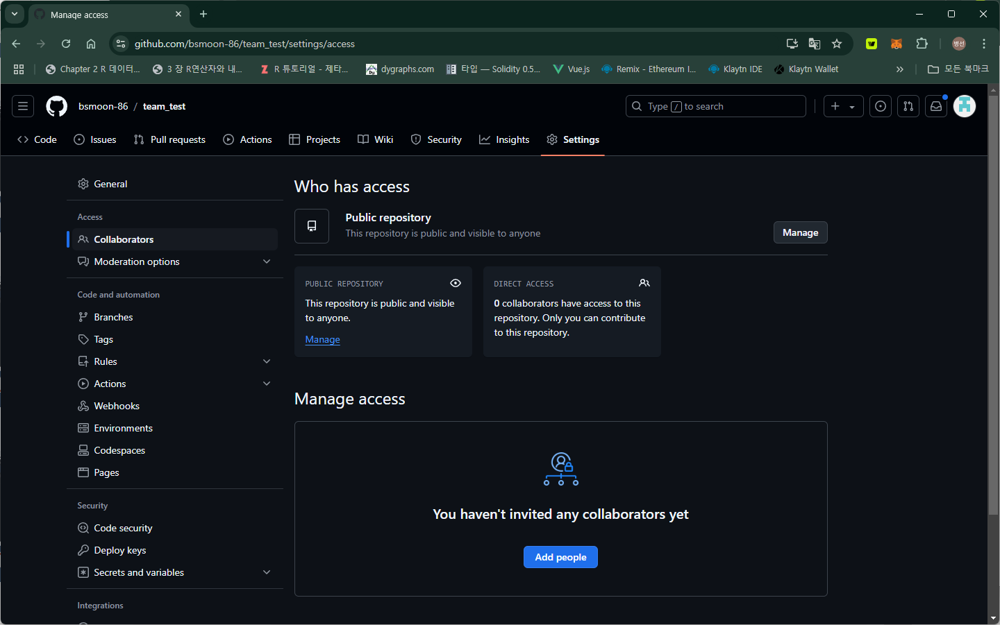 Manage access
github.com/bsmoon-86/team_test/settings/access
병선
Chapter 2 R 데이터...
3 장 R연산자와 내...
R 튜토리얼 - 제타...
dygraphs.com
타입 — Solidity 0.5...
Vue.js
Remix - Ethereum I...
Klaytn IDE
Klaytn Wallet
모든 북마크
bsmoon-86 / team_test
Type / to search
Code
Issues
Pull requests
Actions
Projects
Wiki
Security
Insights
Settings
General
Access
Collaborators
Moderation options
Code and automation
Branches
Tags
Rules
Actions
Webhooks
Environments
Codespaces
Pages
Security
Code security
Deploy keys
Secrets and variables
Integrations
Who has access
Public repository
This repository is public and visible to anyone
Manage
PUBLIC REPOSITORY
This repository is public and visible
to anyone.
Manage
DIRECT ACCESS
0 collaborators have access to this
repository. Only you can contribute
to this repository.
Manage access
You haven't invited any collaborators yet
Add people